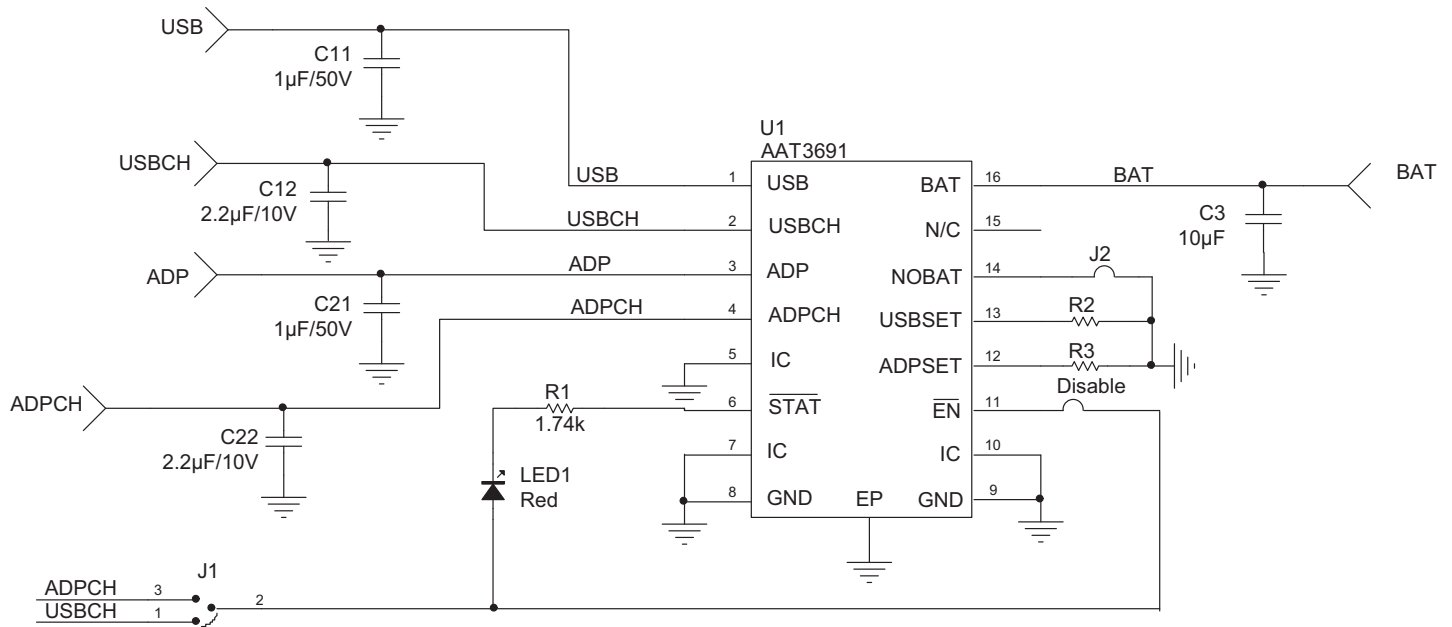 USB
C11
1µF/50V
U1
AAT3691
USBCH
C12
2.2µF/10V
USB
1
USB
BAT
16
BAT
BAT
USBCH
2
USBCH
N/C
15
C3
10µF
ADP
ADP
3
ADP
NOBAT
14
J2
C21
1µF/50V
ADPCH
4
ADPCH
USBSET
13
R2
5
IC
ADPSET
12
R3
Disable
ADPCH
R1
1.74k
6
STAT
EN
11
C22
2.2µF/10V
7
IC
IC
10
LED1
Red
8
GND
EP
GND
9
J1
ADPCH
3
2
USBCH
1